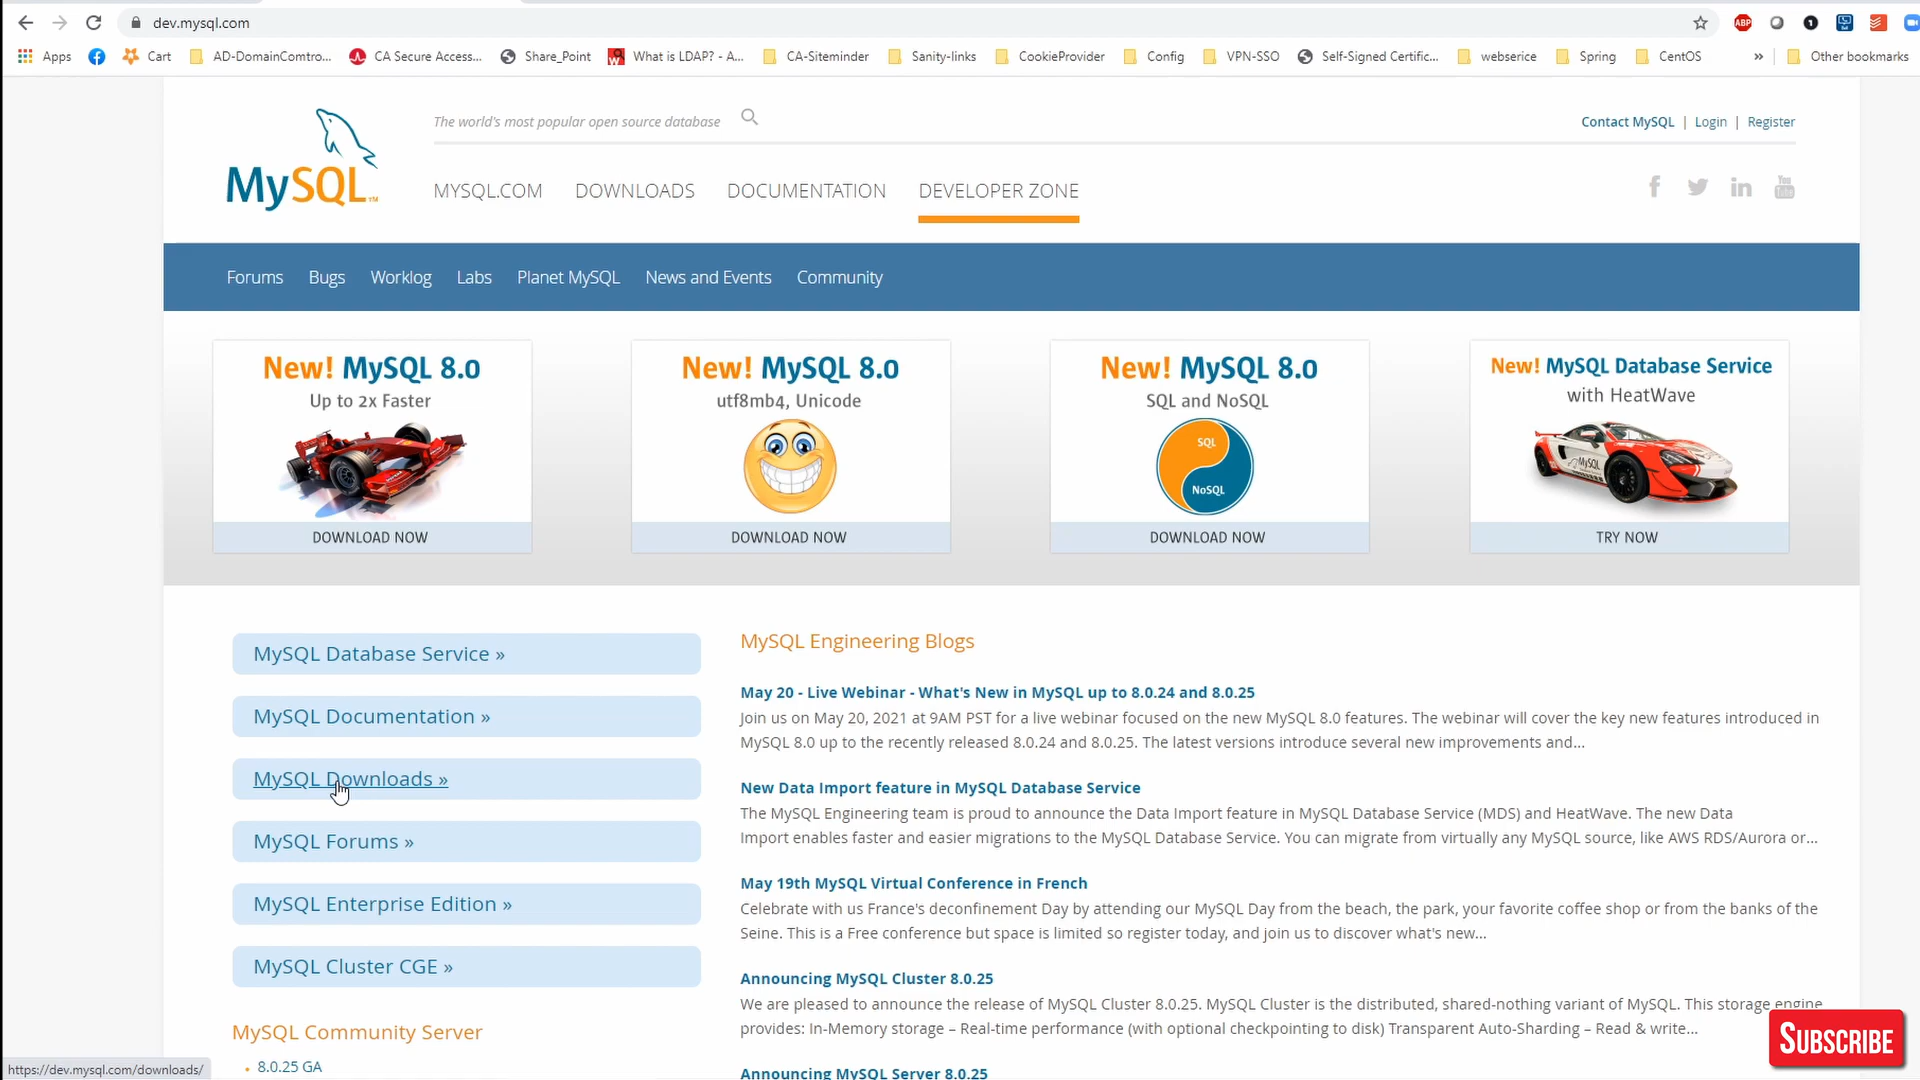 dev.mysql.com
Apps
Cart
AD-DomainComtro...
CA Secure Access...
Share_Point
What is LDAP? - A...
CA-Siteminder
Sanity-links
CookieProvider
Config
VPN-SSO
Self-Signed Certific...
webserice
Spring
CentOS
»
Other bookmarks
MySQL™
The world's most popular open source database
Contact MySQL | Login | Register
MYSQL.COM
DOWNLOADS
DOCUMENTATION
DEVELOPER ZONE
Forums
Bugs
Worklog
Labs
Planet MySQL
News and Events
Community
New! MySQL 8.0
Up to 2x Faster
DOWNLOAD NOW
New! MySQL 8.0
utf8mb4, Unicode
DOWNLOAD NOW
New! MySQL 8.0
SQL and NoSQL
SQL
NoSQL
DOWNLOAD NOW
New! MySQL Database Service
with HeatWave
MySQL
TRY NOW
MySQL Database Service »
MySQL Documentation »
MySQL Downloads »
MySQL Forums »
MySQL Enterprise Edition »
MySQL Cluster CGE »
MySQL Community Server
• 8.0.25 GA
https://dev.mysql.com/downloads/
MySQL Engineering Blogs
May 20 - Live Webinar - What's New in MySQL up to 8.0.24 and 8.0.25
Join us on May 20, 2021 at 9AM PST for a live webinar focused on the new MySQL 8.0 features. The webinar will cover the key new features introduced in
MySQL 8.0 up to the recently released 8.0.24 and 8.0.25. The latest versions introduce several new improvements and...
New Data Import feature in MySQL Database Service
The MySQL Engineering team is proud to announce the Data Import feature in MySQL Database Service (MDS) and HeatWave. The new Data
Import enables faster and easier migrations to the MySQL Database Service. You can migrate from virtually any MySQL source, like AWS RDS/Aurora or...
May 19th MySQL Virtual Conference in French
Celebrate with us France's deconfinement Day by attending our MySQL Day from the beach, the park, your favorite coffee shop or from the banks of the
Seine. This is a Free conference but space is limited so register today, and join us to discover what's new...
Announcing MySQL Cluster 8.0.25
We are pleased to announce the release of MySQL Cluster 8.0.25. MySQL Cluster is the distributed, shared-nothing variant of MySQL. This storage engine
provides: In-Memory storage – Real-time performance (with optional checkpointing to disk) Transparent Auto-Sharding – Read & write...
Announcing MySQL Server 8.0.25
SUBSCRIBE